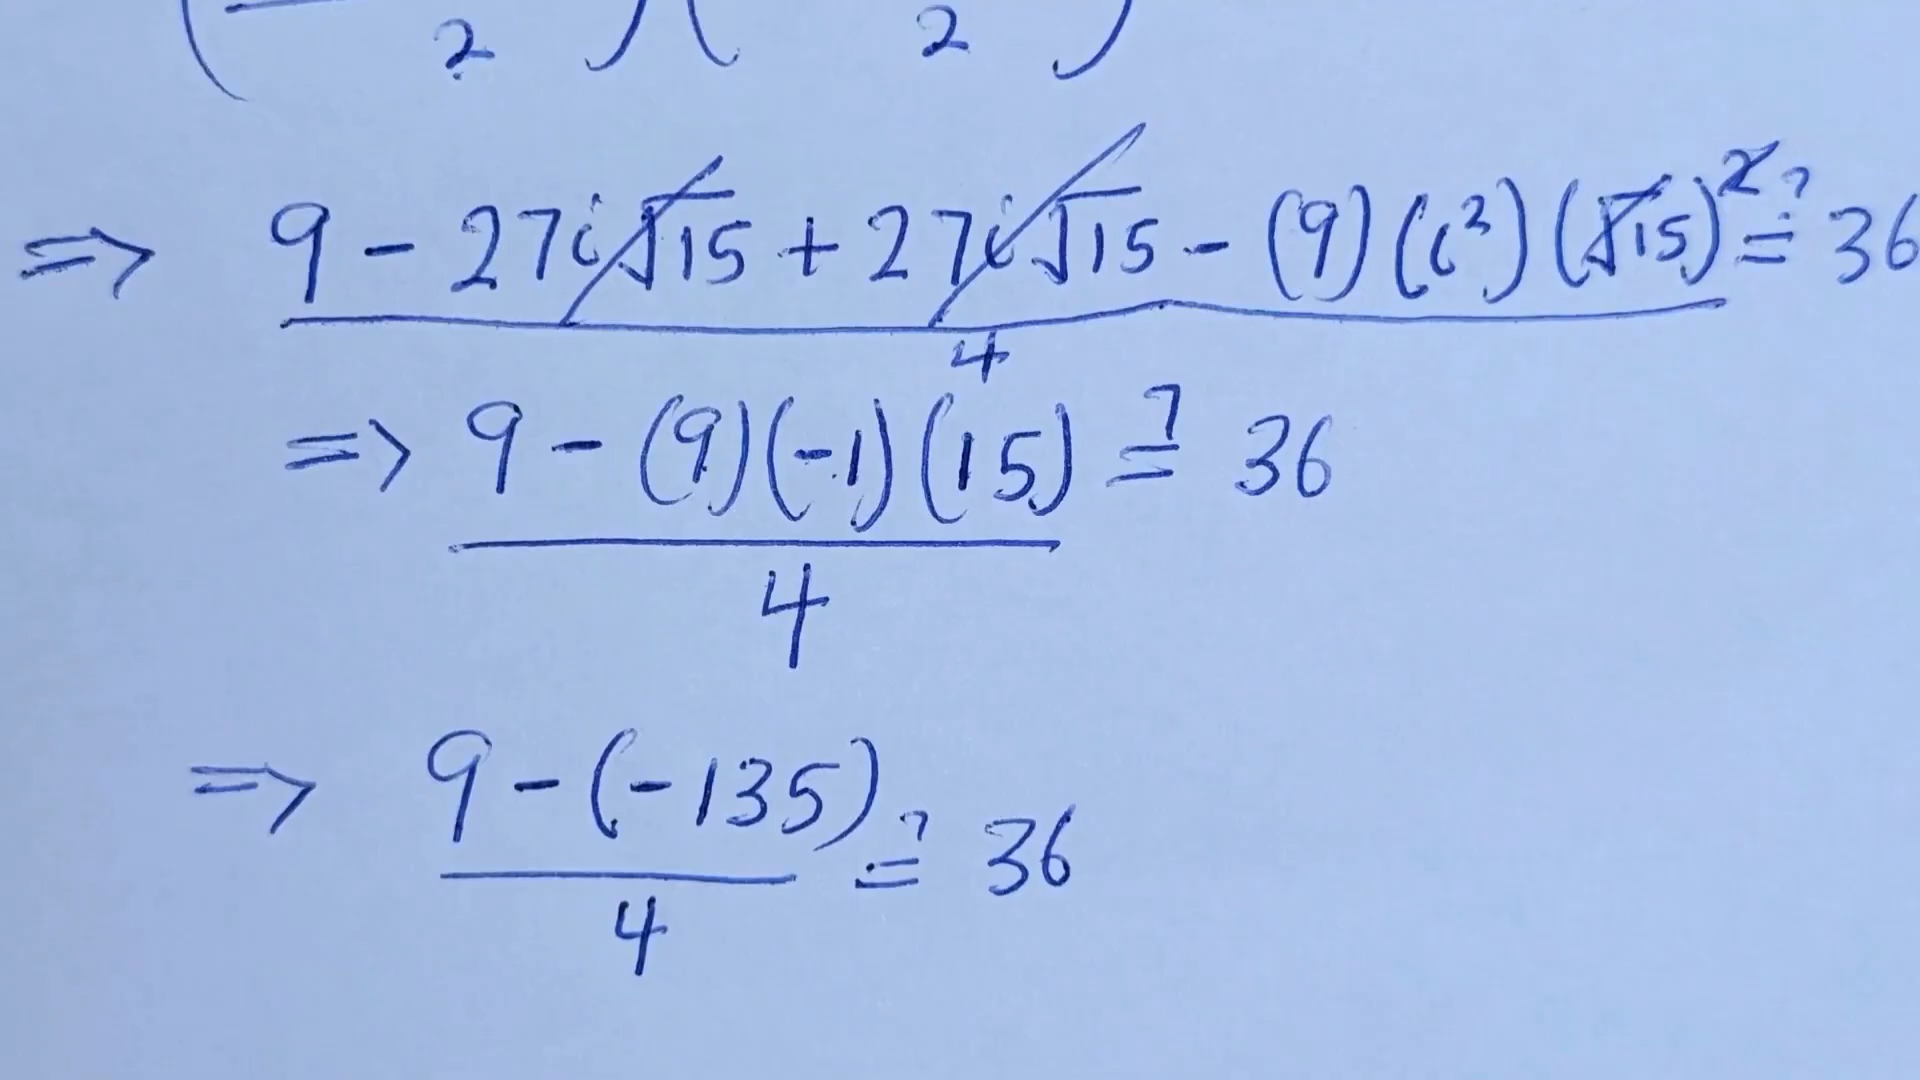 ( 2 )( 2 )
=> 9 - 27i√15 + 27i√15 - (9)(i²)(√15)² ?= 36
4
=> 9 - (9)(-1)(15) ?= 36
4
=> 9 - (-135) ?= 36
4